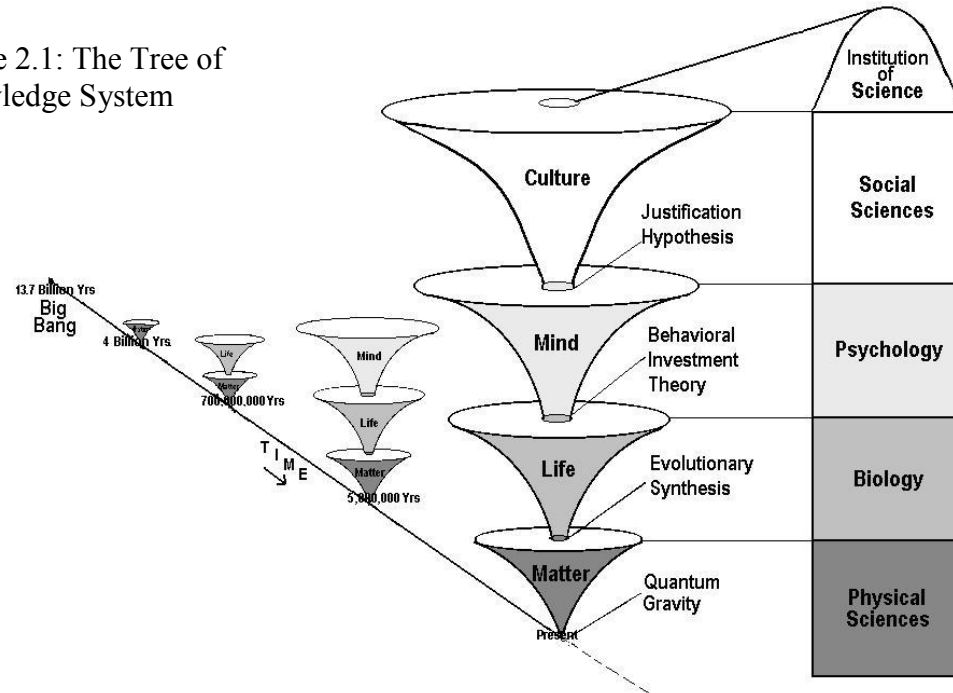 e 2.1: The Tree of
ledge System
Institution
of
Science
Culture
Social
Sciences
Justification
Hypothesis
13.7 Billion Yrs
Big
Bang
4 Billion Yrs
Life
Matter
700,000,000 Yrs
Mind
Life
Matter
5,000,000 Yrs
TIME
Mind
Behavioral
Investment
Theory
Psychology
Life
Evolutionary
Synthesis
Biology
Matter
Quantum
Gravity
Present
Physical
Sciences